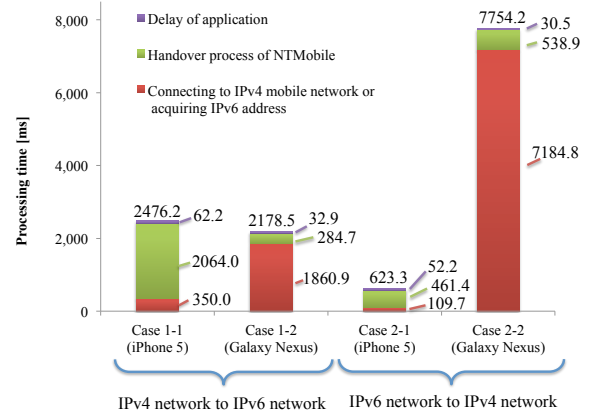 7754.2
8,000
Delay of application
30.5
538.9
Handover process of NTMobile
6,000
Connecting to IPv4 mobile network or
acquiring IPv6 address
7184.8
Processing time [ms]
4,000
2476.2
62.2
2178.5
32.9
2,000
284.7
2064.0
1860.9
623.3
52.2
461.4
350.0
109.7
0
Case 1-1
(iPhone 5)
Case 1-2
(Galaxy Nexus)
Case 2-1
(iPhone 5)
Case 2-2
(Galaxy Nexus)
IPv4 network to IPv6 network
IPv6 network to IPv4 network